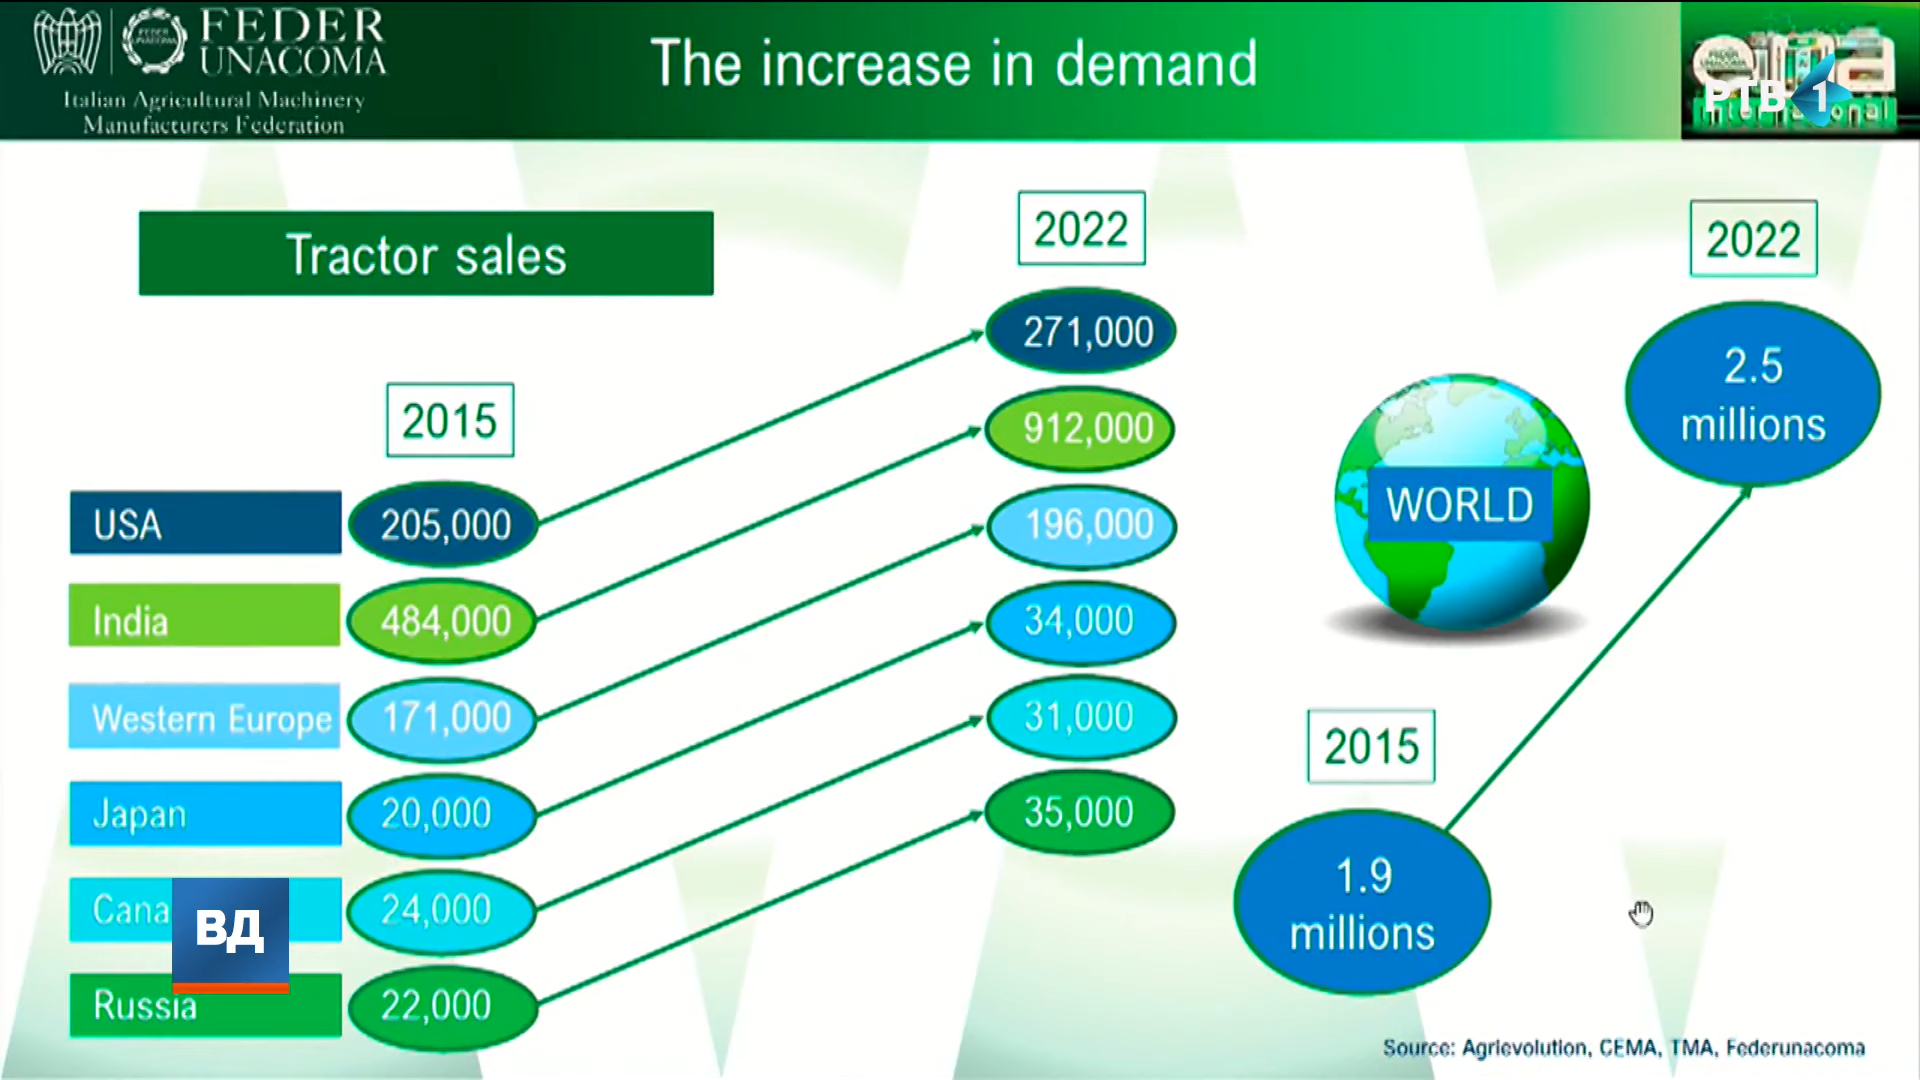 FEDER
UNACOMA
Italian Agricultural Machinery
Manufacturers Federation
The increase in demand
РТВ 1
International
Tractor sales
2015
2022
USA 205,000 271,000
India 484,000 912,000
Western Europe 171,000 196,000
Japan 20,000 34,000
Cana 24,000 31,000
ВД
Russia 22,000 35,000
WORLD
2015
1.9
millions
2022
2.5
millions
Source: Agrievolution, CEMA, TMA, Federunacoma